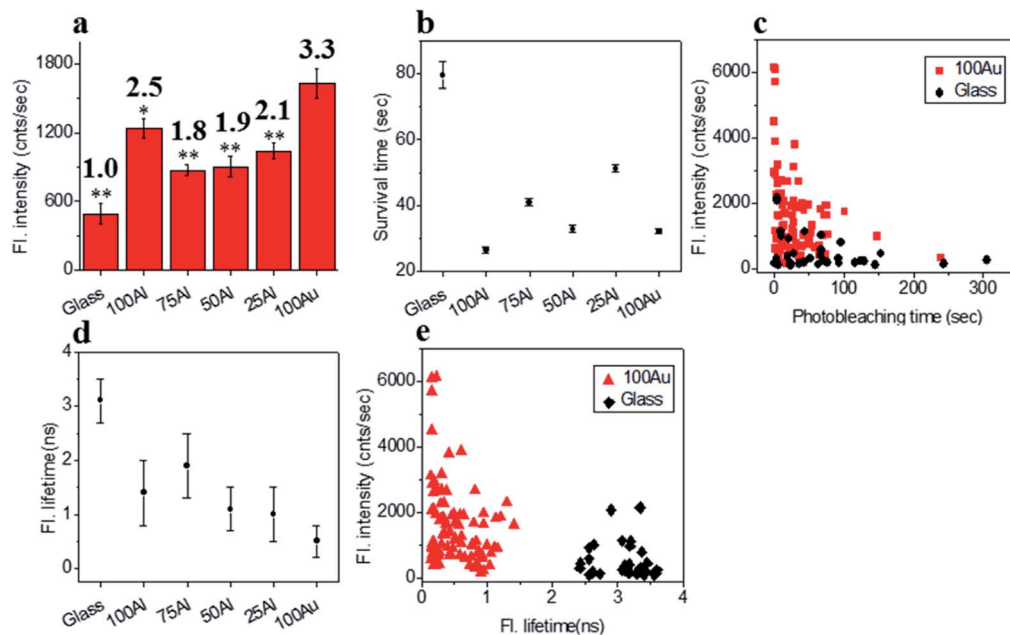 a
Fl. intensity (cnts/sec)
1800
1200
600
0
1.0
**
2.5
*
1.8
**
1.9
**
2.1
**
3.3
Glass
100Al
75Al
50Al
25Al
100Au
b
Survival time (sec)
80
60
40
20
Glass
100Al
75Al
50Al
25Al
100Au
c
Fl. intensity (cnts/sec)
6000
4000
2000
0
100Au
Glass
0 100 200 300
Photobleaching time (sec)
d
Fl. lifetime(ns)
4
3
2
1
0
Glass
100Al
75Al
50Al
25Al
100Au
e
Fl. intensity (cnts/sec)
6000
4000
2000
0
100Au
Glass
0 1 2 3 4
Fl. lifetime(ns)